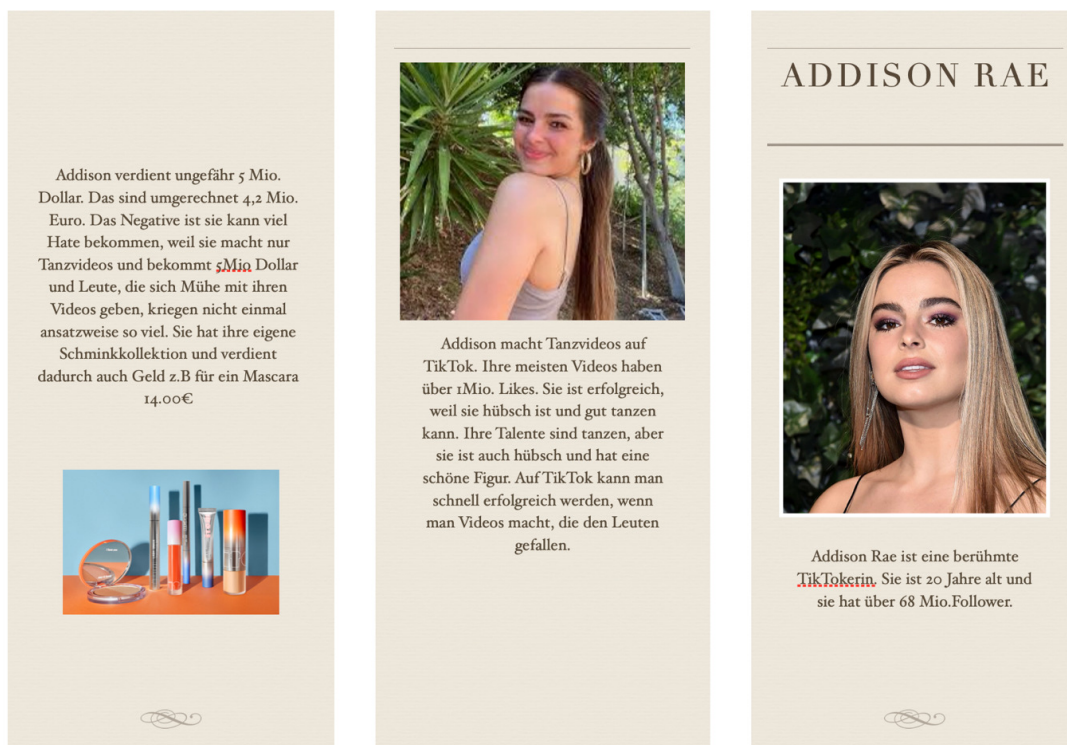 Addison verdient ungefähr 5 Mio.
Dollar. Das sind umgerechnet 4,2 Mio.
Euro. Das Negative ist sie kann viel
Hate bekommen, weil sie macht nur
Tanzvideos und bekommt 5Mio Dollar
und Leute, die sich Mühe mit ihren
Videos geben, kriegen nicht einmal
ansatzweise so viel. Sie hat ihre eigene
Schminkkollektion und verdient
dadurch auch Geld z.B für ein Mascara
14.00€
Addison macht Tanzvideos auf
TikTok. Ihre meisten Videos haben
über 1Mio. Likes. Sie ist erfolgreich,
weil sie hübsch ist und gut tanzen
kann. Ihre Talente sind tanzen, aber
sie ist auch hübsch und hat eine
schöne Figur. Auf TikTok kann man
schnell erfolgreich werden, wenn
man Videos macht, die den Leuten
gefallen.
ADDISON RAE
Addison Rae ist eine berühmte
TikTokerin. Sie ist 20 Jahre alt und
sie hat über 68 Mio.Follower.